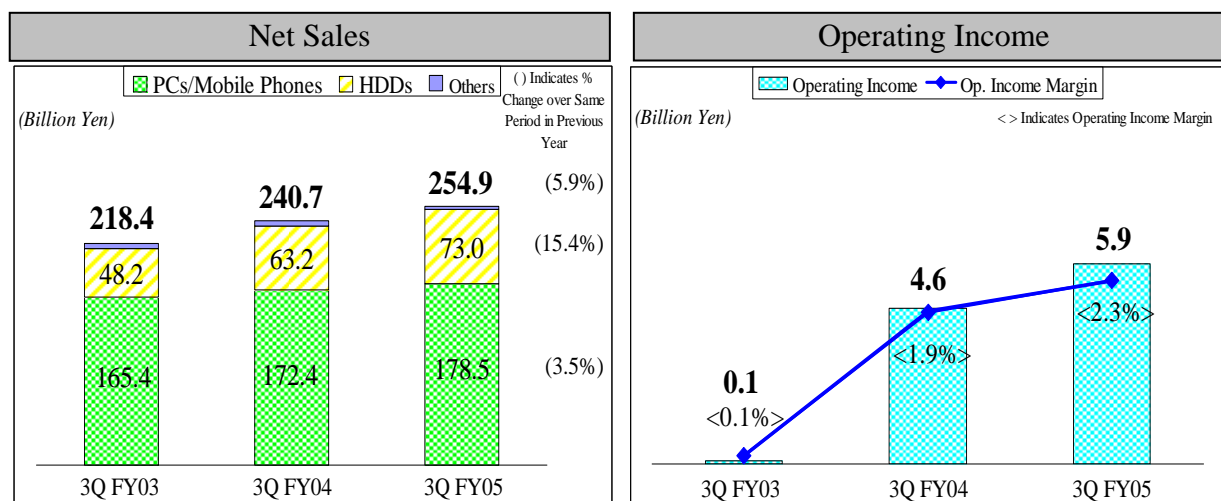 Net Sales
PCs/Mobile Phones HDDs Others
( ) Indicates %
Change over Same
Period in Previous
Year
(Billion Yen)
218.4
240.7
254.9
(5.9%)
48.2
63.2
73.0
(15.4%)
165.4
172.4
178.5
(3.5%)
3Q FY03
3Q FY04
3Q FY05
Operating Income
Operating Income Op. Income Margin
(Billion Yen)
< > Indicates Operating Income Margin
0.1
<0.1%>
4.6
<1.9%>
5.9
<2.3%>
3Q FY03
3Q FY04
3Q FY05